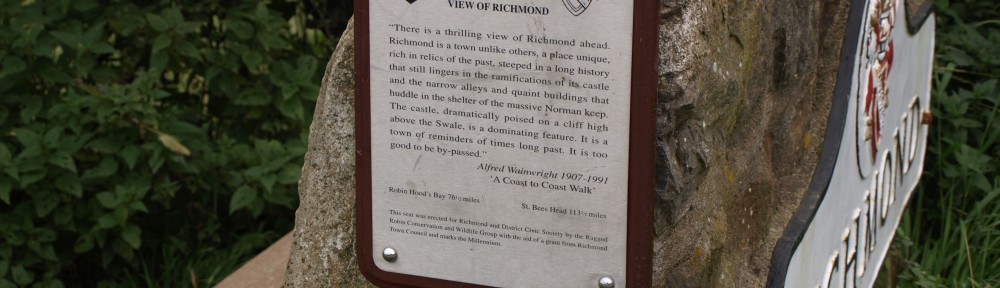 VIEW OF RICHMOND
"There is a thrilling view of Richmond ahead.
Richmond is a town unlike others, a place unique,
rich in relics of the past, steeped in a long history
that still lingers in the ramifications of its castle
and the narrow alleys and quaint buildings that
huddle in the shelter of the massive Norman keep.
The castle, dramatically poised on a cliff high
above the Swale, is a dominating feature. It is a
town of reminders of times long past. It is too
good to be by-passed."
Alfred Wainwright 1907-1991
'A Coast to Coast Walk'
Robin Hood's Bay 76½ miles
St. Bees Head 113½ miles
This seat was erected for Richmond and District Civic Society by the Raggad
Robin Conservation and Wildlife Group with the aid of a grant from Richmond
Town Council and marks the Millennium.
CHMOND